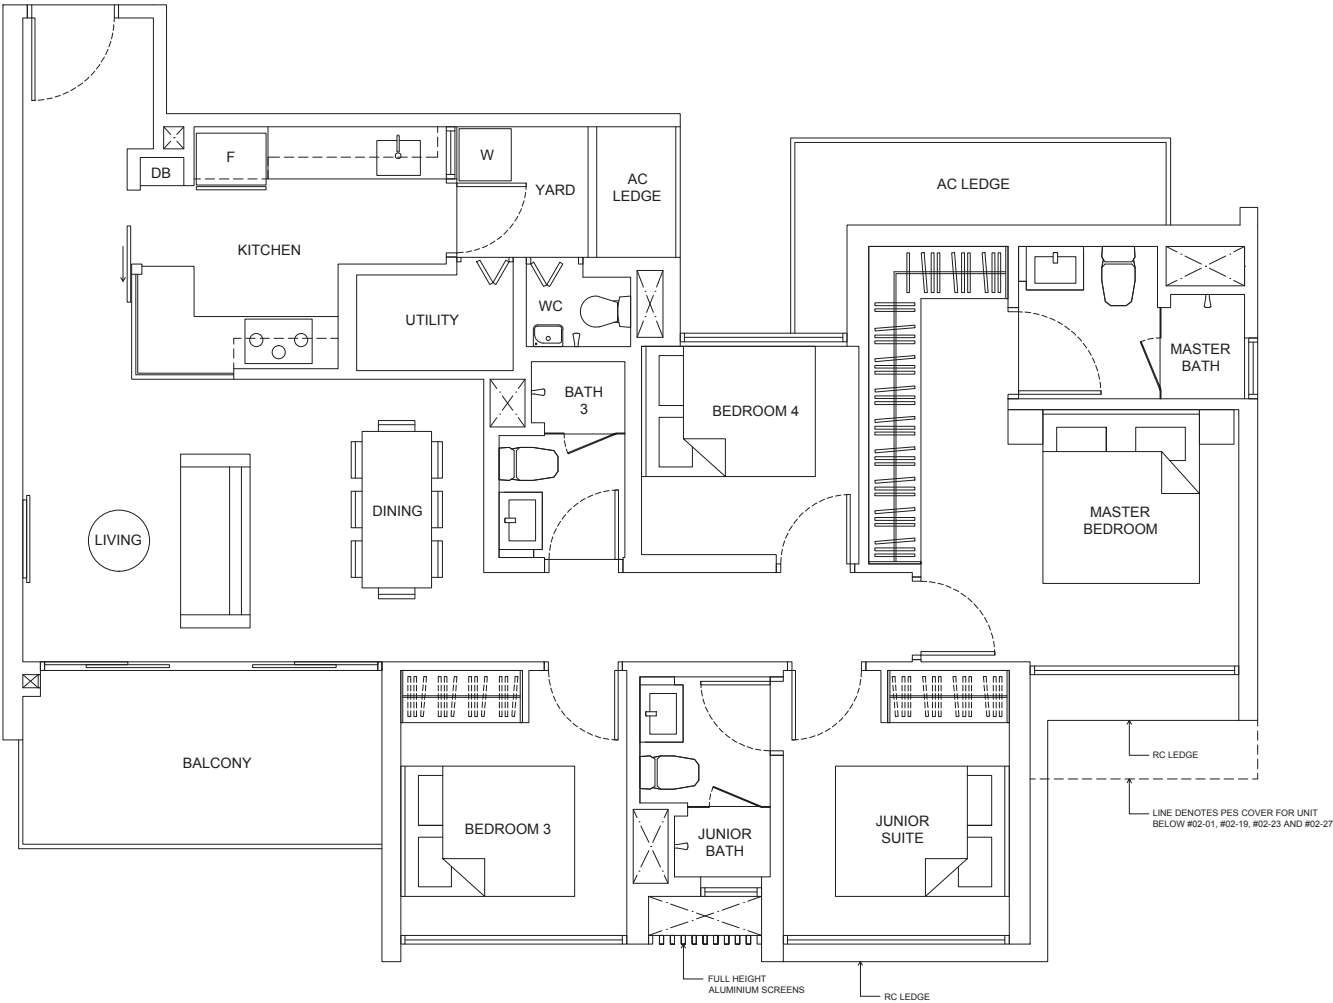 F
W
DB
YARD
AC
LEDGE
AC LEDGE
KITCHEN
WC
UTILITY
MASTER
BATH
BATH
3
BEDROOM 4
LIVING
DINING
MASTER
BEDROOM
BALCONY
RC LEDGE
BEDROOM 3
JUNIOR
BATH
JUNIOR
SUITE
LINE DENOTES PES COVER FOR UNIT
BELOW #02-01, #02-19, #02-23 AND #02-27
FULL HEIGHT
ALUMINIUM SCREENS
RC LEDGE